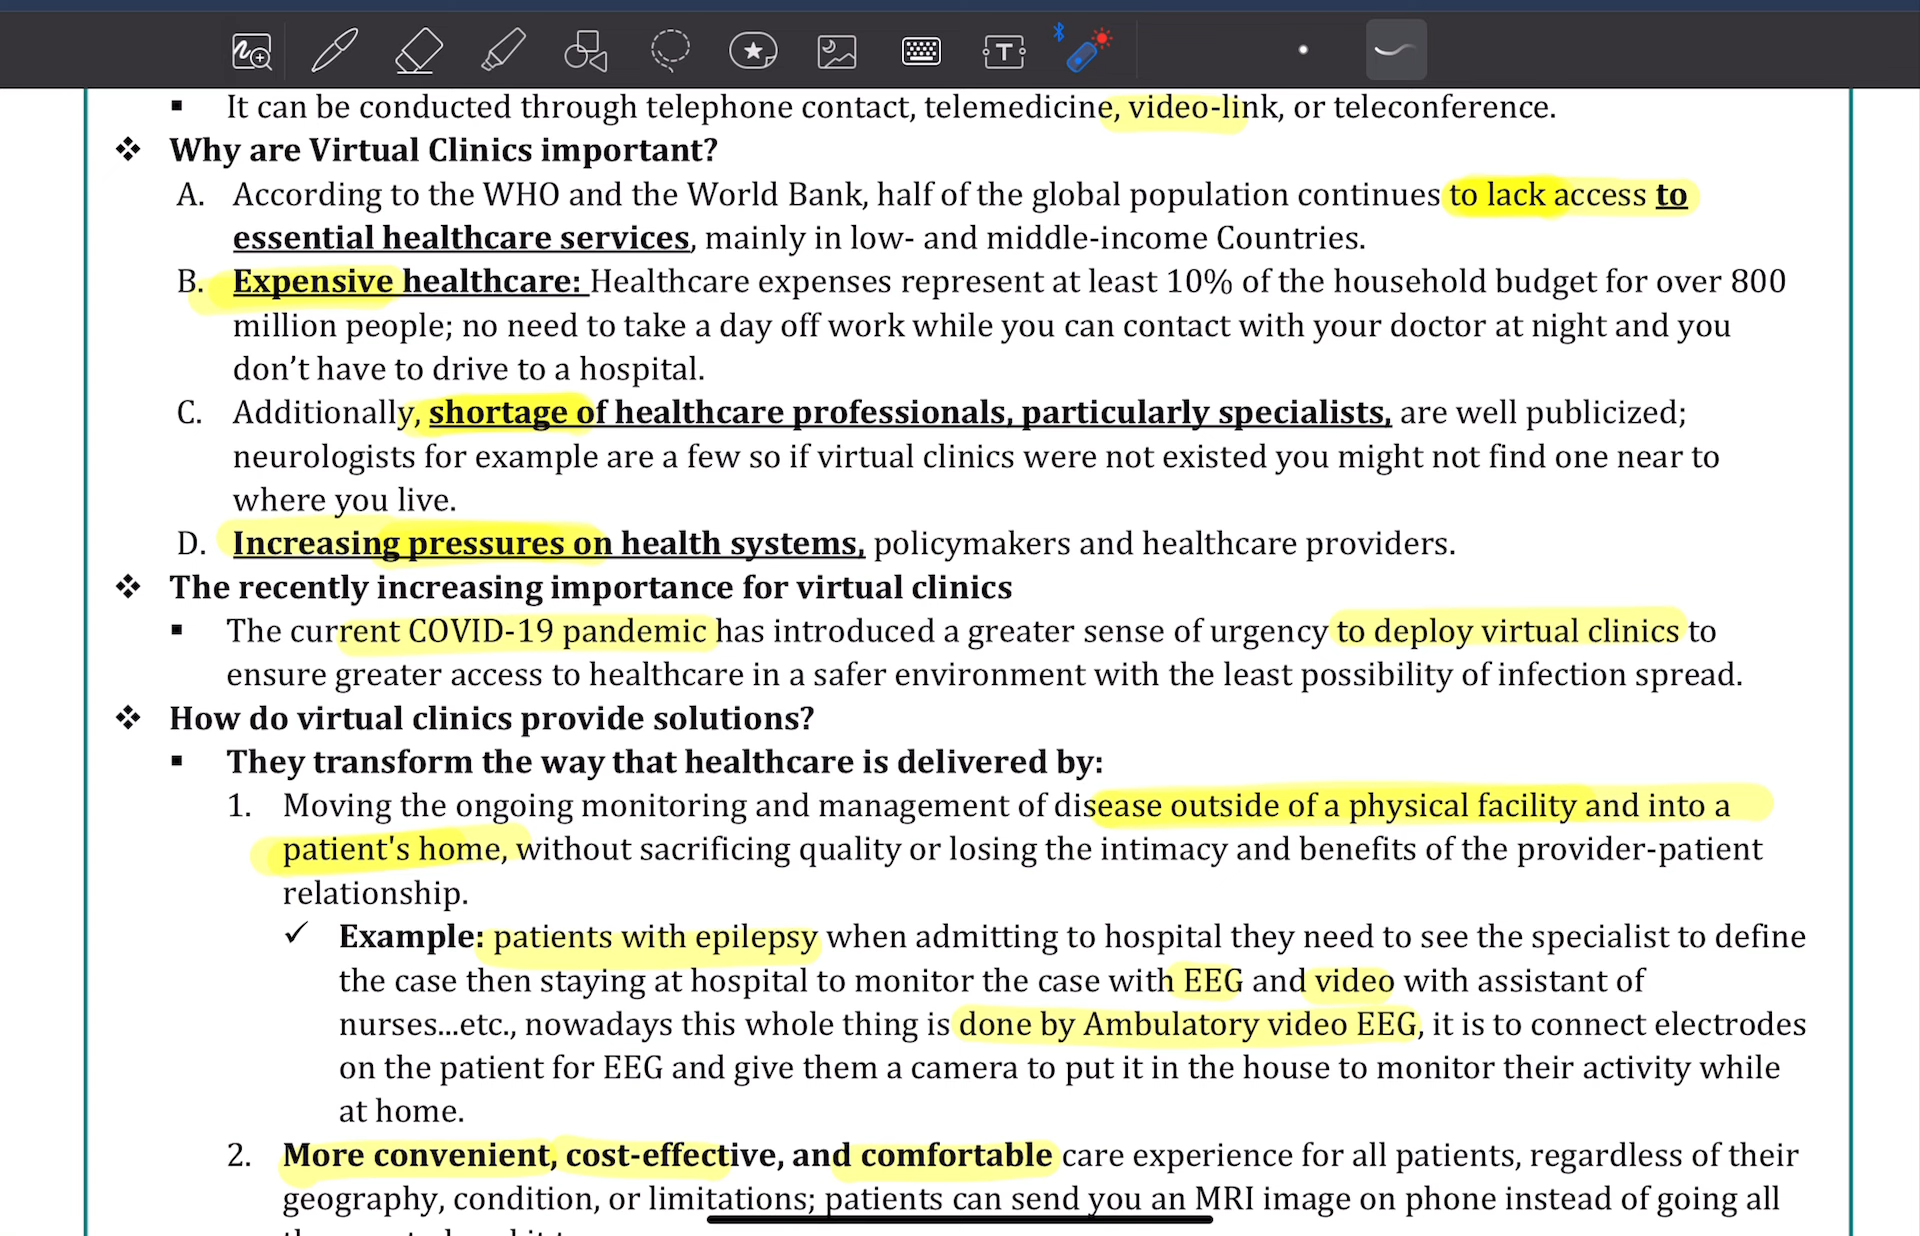 ▪ It can be conducted through telephone contact, telemedicine, video-link, or teleconference.
❖ Why are Virtual Clinics important?
A. According to the WHO and the World Bank, half of the global population continues to lack access to
essential healthcare services, mainly in low- and middle-income Countries.
B. Expensive healthcare: Healthcare expenses represent at least 10% of the household budget for over 800
million people; no need to take a day off work while you can contact with your doctor at night and you
don’t have to drive to a hospital.
C. Additionally, shortage of healthcare professionals, particularly specialists, are well publicized;
neurologists for example are a few so if virtual clinics were not existed you might not find one near to
where you live.
D. Increasing pressures on health systems, policymakers and healthcare providers.
❖ The recently increasing importance for virtual clinics
▪ The current COVID-19 pandemic has introduced a greater sense of urgency to deploy virtual clinics to
ensure greater access to healthcare in a safer environment with the least possibility of infection spread.
❖ How do virtual clinics provide solutions?
▪ They transform the way that healthcare is delivered by:
1. Moving the ongoing monitoring and management of disease outside of a physical facility and into a
patient's home, without sacrificing quality or losing the intimacy and benefits of the provider-patient
relationship.
✓ Example: patients with epilepsy when admitting to hospital they need to see the specialist to define
the case then staying at hospital to monitor the case with EEG and video with assistant of
nurses...etc., nowadays this whole thing is done by Ambulatory video EEG, it is to connect electrodes
on the patient for EEG and give them a camera to put it in the house to monitor their activity while
at home.
2. More convenient, cost-effective, and comfortable care experience for all patients, regardless of their
geography, condition, or limitations; patients can send you an MRI image on phone instead of going all